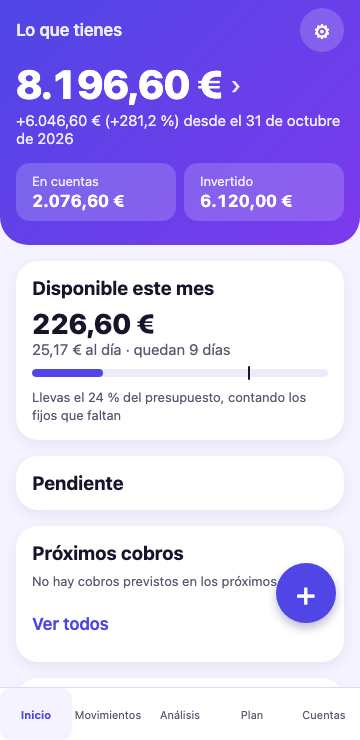 Lo que tienes
8.196,60 € ›
+6.046,60 € (+281,2 %) desde el 31 de octubre
de 2026
En cuentas
2.076,60 €
Invertido
6.120,00 €
Disponible este mes
226,60 €
25,17 € al día · quedan 9 días
Llevas el 24 % del presupuesto, contando los
fijos que faltan
Pendiente
Próximos cobros
No hay cobros previstos en los próximos
+
Ver todos
Inicio
Movimientos
Análisis
Plan
Cuentas